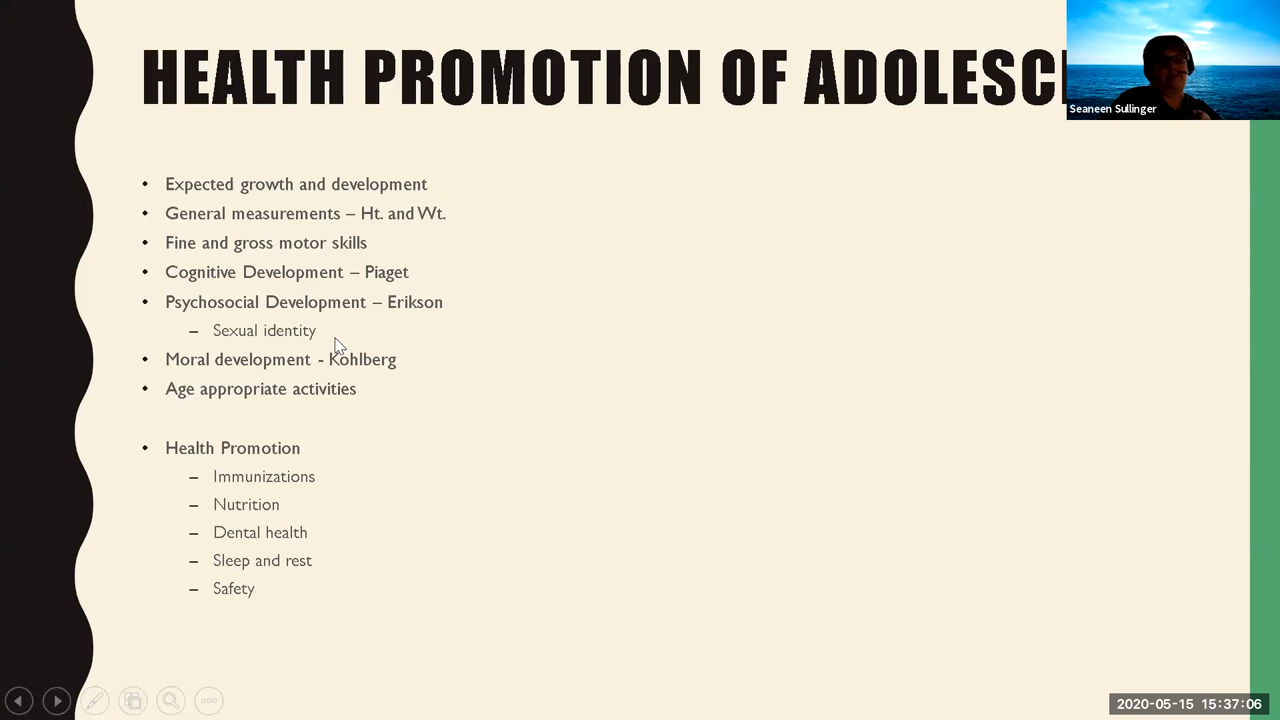 HEALTH PROMOTION OF ADOLESC
Seaneen Sullinger
• Expected growth and development
• General measurements – Ht. and Wt.
• Fine and gross motor skills
• Cognitive Development – Piaget
• Psychosocial Development – Erikson
– Sexual identity
• Moral development - Kohlberg
• Age appropriate activities
• Health Promotion
– Immunizations
– Nutrition
– Dental health
– Sleep and rest
– Safety
2020-05-15 15:37:06